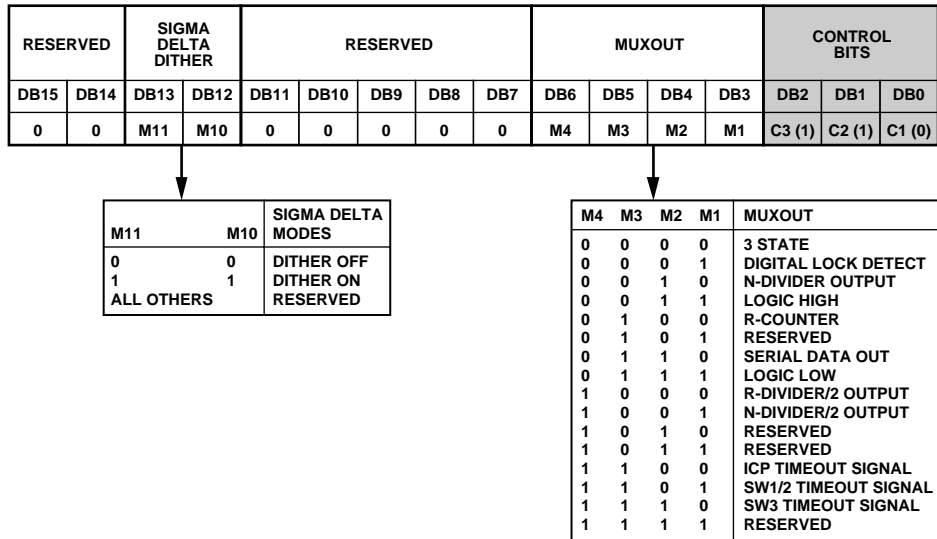 RESERVED SIGMA DELTA DITHER RESERVED MUXOUT CONTROL BITS
DB15 DB14 DB13 DB12 DB11 DB10 DB9 DB8 DB7 DB6 DB5 DB4 DB3 DB2 DB1 DB0
0 0 M11 M10 0 0 0 0 0 M4 M3 M2 M1 C3 (1) C2 (1) C1 (0)
M11 M10 SIGMA DELTA MODES
0 0 DITHER OFF
1 1 DITHER ON
ALL OTHERS RESERVED
M4 M3 M2 M1 MUXOUT
0 0 0 0 3 STATE
0 0 0 1 DIGITAL LOCK DETECT
0 0 1 0 N-DIVIDER OUTPUT
0 0 1 1 LOGIC HIGH
0 1 0 0 R-COUNTER
0 1 0 1 RESERVED
0 1 1 0 SERIAL DATA OUT
0 1 1 1 LOGIC LOW
1 0 0 0 R-DIVIDER/2 OUTPUT
1 0 0 1 N-DIVIDER/2 OUTPUT
1 0 1 0 RESERVED
1 0 1 1 RESERVED
1 1 0 0 ICP TIMEOUT SIGNAL
1 1 0 1 SW1/2 TIMEOUT SIGNAL
1 1 1 0 SW3 TIMEOUT SIGNAL
1 1 1 1 RESERVED